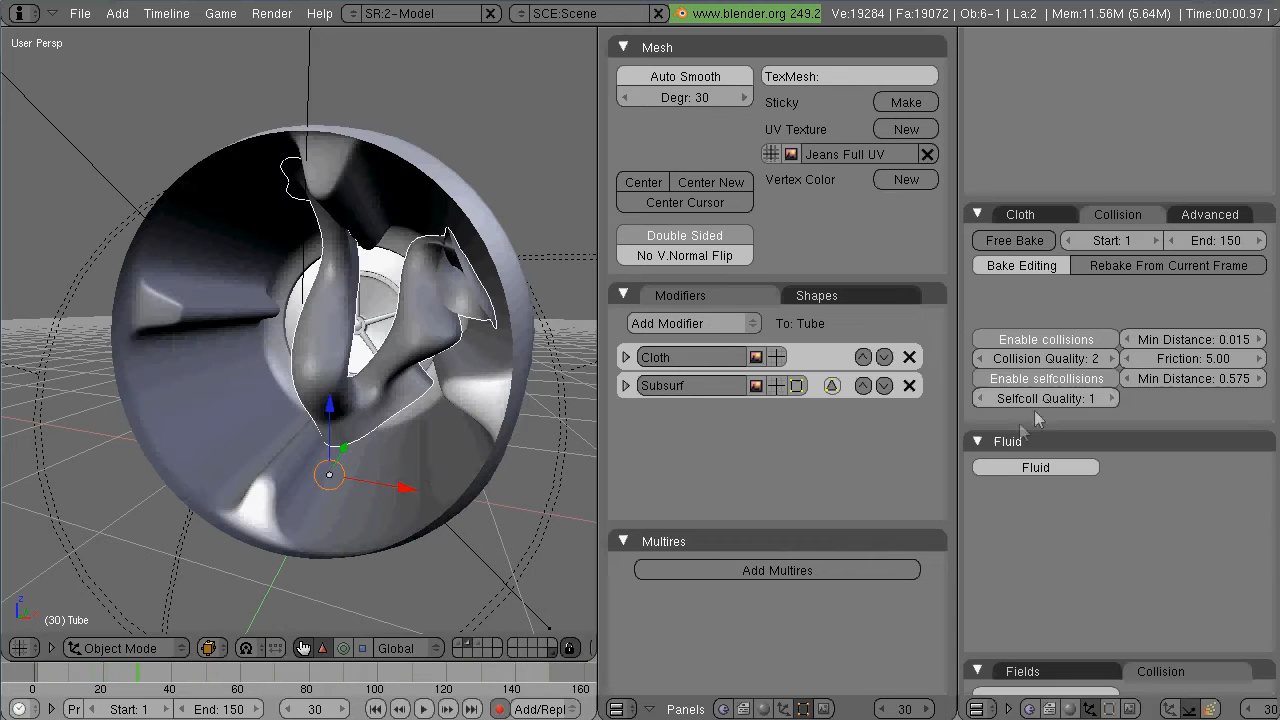 File Add Timeline Game Render Help SR:2-Model SCE:Scene www.blender.org 249.2 Ve:19284 | Fa:19072 | Ob:6-1 | La:2 | Mem:11.56M (5.64M) | Time:00:00.97 |
User Persp
(30) Tube
Object Mode Global
0 20 40 60 80 100 120 140 160
Pr Start: 1 End: 150 30 Add/Repl
Mesh
Auto Smooth TexMesh:
Degr: 30 Sticky Make
UV Texture New
Jeans Full UV
Center Center New Vertex Color New
Center Cursor
Double Sided
No V.Normal Flip
Modifiers Shapes
Add Modifier To: Tube
Cloth
Subsurf
Multires
Add Multires
Panels 30
Cloth Collision Advanced
Free Bake Start: 1 End: 150
Bake Editing Rebake From Current Frame
Enable collisions Min Distance: 0.015
Collision Quality: 2 Friction: 5.00
Enable selfcollisions Min Distance: 0.575
Selfcoll Quality: 1
Fluid
Fluid
Fields Collision
30